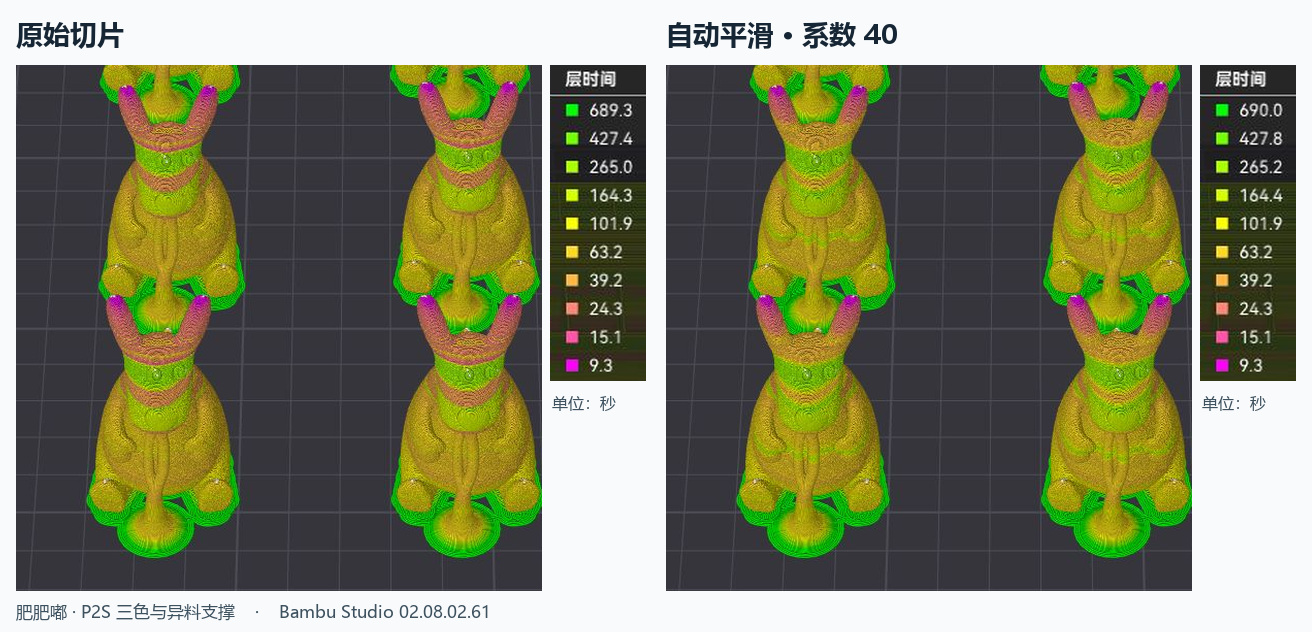 原始切片
自动平滑 • 系数 40
层时间
689.3
427.4
265.0
164.3
101.9
63.2
39.2
24.3
15.1
9.3
单位：秒
层时间
690.0
427.8
265.2
164.4
101.9
63.2
39.2
24.3
15.1
9.3
单位：秒
肥肥嘟 · P2S 三色与异料支撑 · Bambu Studio 02.08.02.61